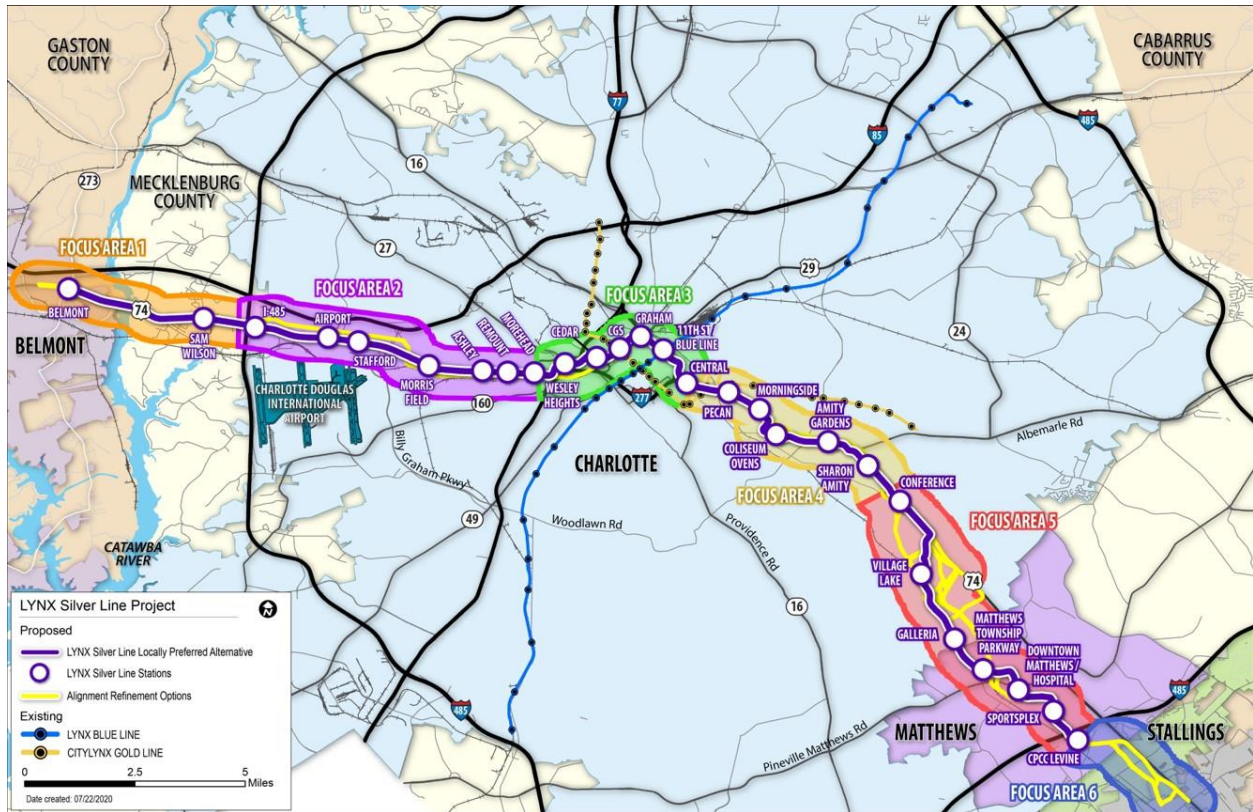 GASTON
COUNTY
CABARRUS
COUNTY
77
85
485
16
273
MECKLENBURG
COUNTY
27
29
FOCUS AREA 1
FOCUS AREA 2
FOCUS AREA 3
24
BELMONT
74
SAM
WILSON
I-485
AIRPORT
STAFFORD
MORRIS
FIELD
ASHLEY
REMOUNT
MOREHEAD
CEDAR
WESLEY
HEIGHTS
CGS
GRAHAM
11TH ST /
BLUE LINE
CENTRAL
BELMONT
CHARLOTTE DOUGLAS
INTERNATIONAL
AIRPORT
160
277
PECAN
MORNINGSIDE
COLISEUM
OVENS
AMITY
GARDENS
SHARON
AMITY
Albemarle Rd
Billy Graham Pkwy
CHARLOTTE
FOCUS AREA 4
CONFERENCE
FOCUS AREA 5
49
Woodlawn Rd
Providence Rd
CATAWBA
RIVER
VILLAGE
LAKE
74
16
GALLERIA
MATTHEWS
TOWNSHIP
PARKWAY
DOWNTOWN
MATTHEWS /
HOSPITAL
485
485
SPORTSPLEX
MATTHEWS
STALLINGS
Pineville Matthews Rd
CPCC LEVINE
FOCUS AREA 6
LYNX Silver Line Project
N
Proposed
LYNX Silver Line Locally Preferred Alternative
LYNX Silver Line Stations
Alignment Refinement Options
Existing
LYNX BLUE LINE
CITYLYNX GOLD LINE
0 2.5 5
Miles
Date created: 07/22/2020